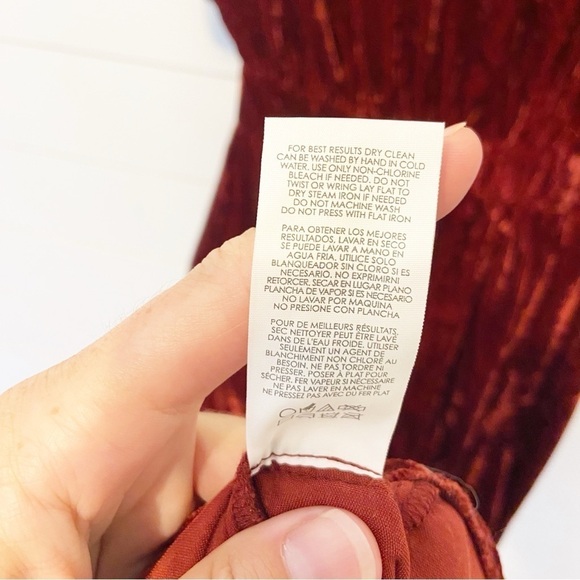 FOR BEST RESULTS DRY CLEAN
CAN BE WASHED BY HAND IN COLD
WATER. USE ONLY NON-CHLORINE
BLEACH IF NEEDED. DO NOT
TWIST OR WRING LAY FLAT TO
DRY STEAM IRON IF NEEDED
DO NOT MACHINE WASH
DO NOT PRESS WITH FLAT IRON
PARA OBTENER LOS MEJORES
RESULTADOS, LAVAR EN SECO
SE PUEDE LAVAR A MANO EN
AGUA FRIA, UTILICE SOLO
BLANQUEADOR SIN CLORO SI ES
NECESARIO. NO EXPRIMIRNI
RETORCER, SECAR EN LUGAR PLANO
PLANCHA DE VAPOR SI ES NECESARIO
NO LAVAR POR MAQUINA
NO PRESIONE CON PLANCHA
POUR DE MEILLEURS RÉSULTATS,
SEC NETTOYER PEUT ÊTRE LAVÉ
DANS DE L'EAU FROIDE, UTILISER
SEULEMENT UN AGENT DE
BLANCHIMENT NON CHLORÉ AU
BESOIN, NE PAS TORDRE NI
PRESSER, POSER À PLAT POUR
SÉCHER, FER VAPEUR SI NÉCESSAIRE
NE PAS LAVER EN MACHINE
NE PRESSEZ PAS AVEC DU FER PLAT